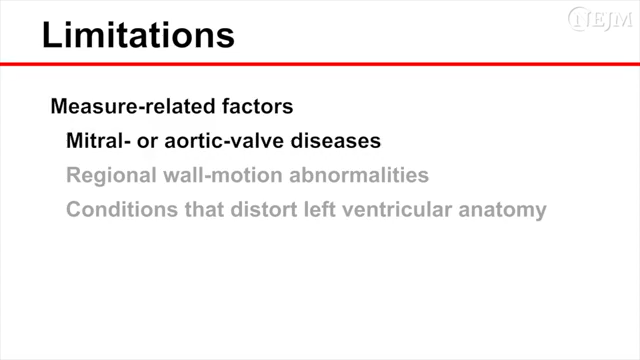 NEJM
Limitations
Measure-related factors
Mitral- or aortic-valve diseases
Regional wall-motion abnormalities
Conditions that distort left ventricular anatomy